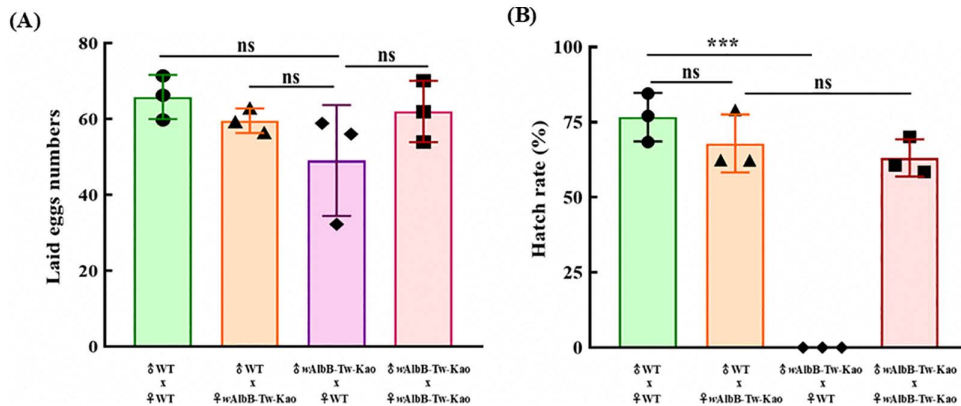 (A)
Laid eggs numbers
80
60
40
20
0
ns
ns
ns
♂WT
x
♀WT
♂WT
x
♀wAlbB-Tw-Kao
♂wAlbB-Tw-Kao
x
♀WT
♂wAlbB-Tw-Kao
x
♀wAlbB-Tw-Kao
(B)
Hatch rate (%)
100
75
50
25
0
***
ns
ns
♂WT
x
♀WT
♂WT
x
♀wAlbB-Tw-Kao
♂wAlbB-Tw-Kao
x
♀WT
♂wAlbB-Tw-Kao
x
♀wAlbB-Tw-Kao